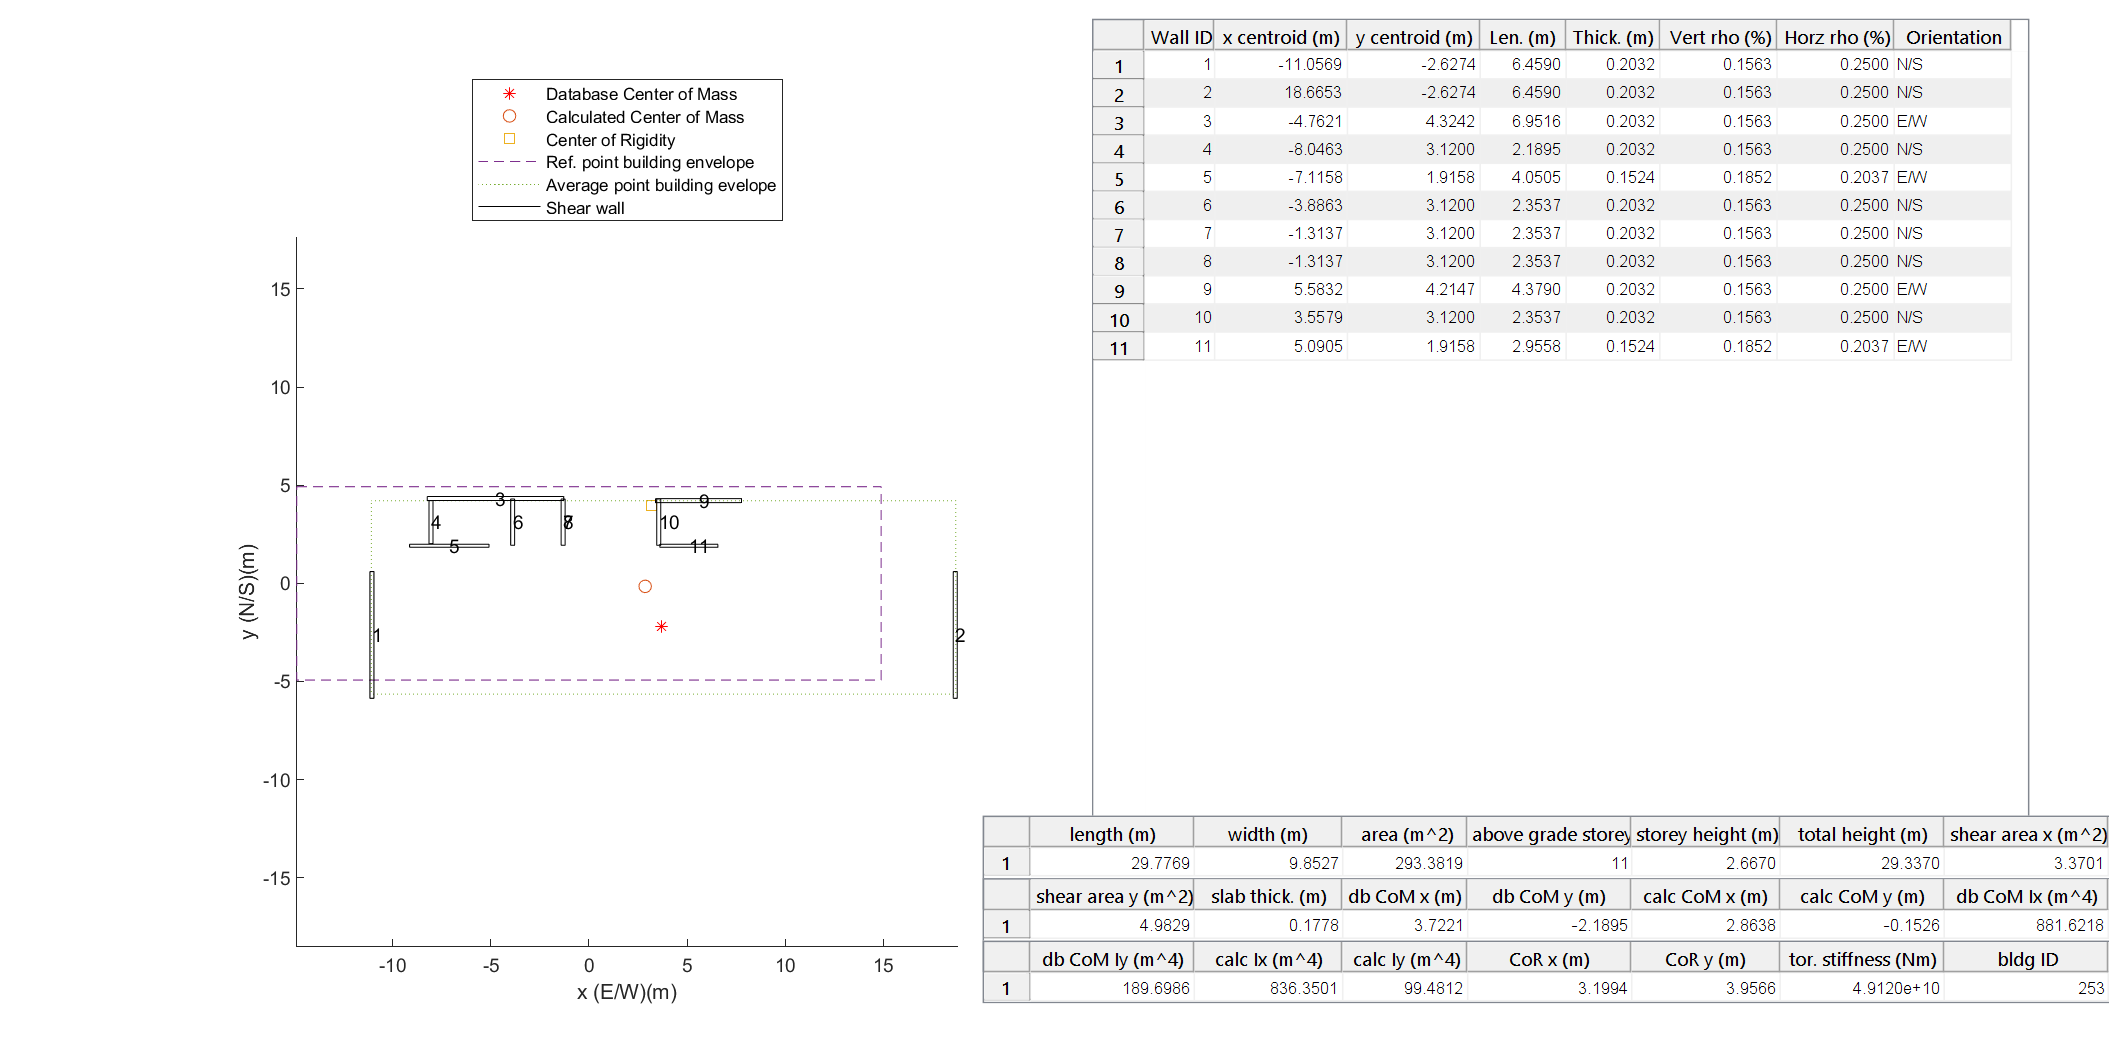 Database Center of Mass
Calculated Center of Mass
Center of Rigidity
Ref. point building envelope
Average point building evelope
Shear wall
15
10
5
0
-5
-10
-15
y (N/S)(m)
-10 -5 0 5 10 15
x (E/W)(m)
3 9
4 6 7 8 10
5 11
1 2
Wall ID x centroid (m) y centroid (m) Len. (m) Thick. (m) Vert rho (%) Horz rho (%) Orientation
1 1 -11.0569 -2.6274 6.4590 0.2032 0.1563 0.2500 N/S
2 2 18.6653 -2.6274 6.4590 0.2032 0.1563 0.2500 N/S
3 3 -4.7621 4.3242 6.9516 0.2032 0.1563 0.2500 E/W
4 4 -8.0463 3.1200 2.1895 0.2032 0.1563 0.2500 N/S
5 5 -7.1158 1.9158 4.0505 0.1524 0.1852 0.2037 E/W
6 6 -3.8863 3.1200 2.3537 0.2032 0.1563 0.2500 N/S
7 7 -1.3137 3.1200 2.3537 0.2032 0.1563 0.2500 N/S
8 8 -1.3137 3.1200 2.3537 0.2032 0.1563 0.2500 N/S
9 9 5.5832 4.2147 4.3790 0.2032 0.1563 0.2500 E/W
10 10 3.5579 3.1200 2.3537 0.2032 0.1563 0.2500 N/S
11 11 5.0905 1.9158 2.9558 0.1524 0.1852 0.2037 E/W
length (m) width (m) area (m^2) above grade storey storey height (m) total height (m) shear area x (m^2)
1 29.7769 9.8527 293.3819 11 2.6670 29.3370 3.3701
shear area y (m^2) slab thick. (m) db CoM x (m) db CoM y (m) calc CoM x (m) calc CoM y (m) db CoM Ix (m^4)
1 4.9829 0.1778 3.7221 -2.1895 2.8638 -0.1526 881.6218
db CoM Iy (m^4) calc Ix (m^4) calc Iy (m^4) CoR x (m) CoR y (m) tor. stiffness (Nm) bldg ID
1 189.6986 836.3501 99.4812 3.1994 3.9566 4.9120e+10 253